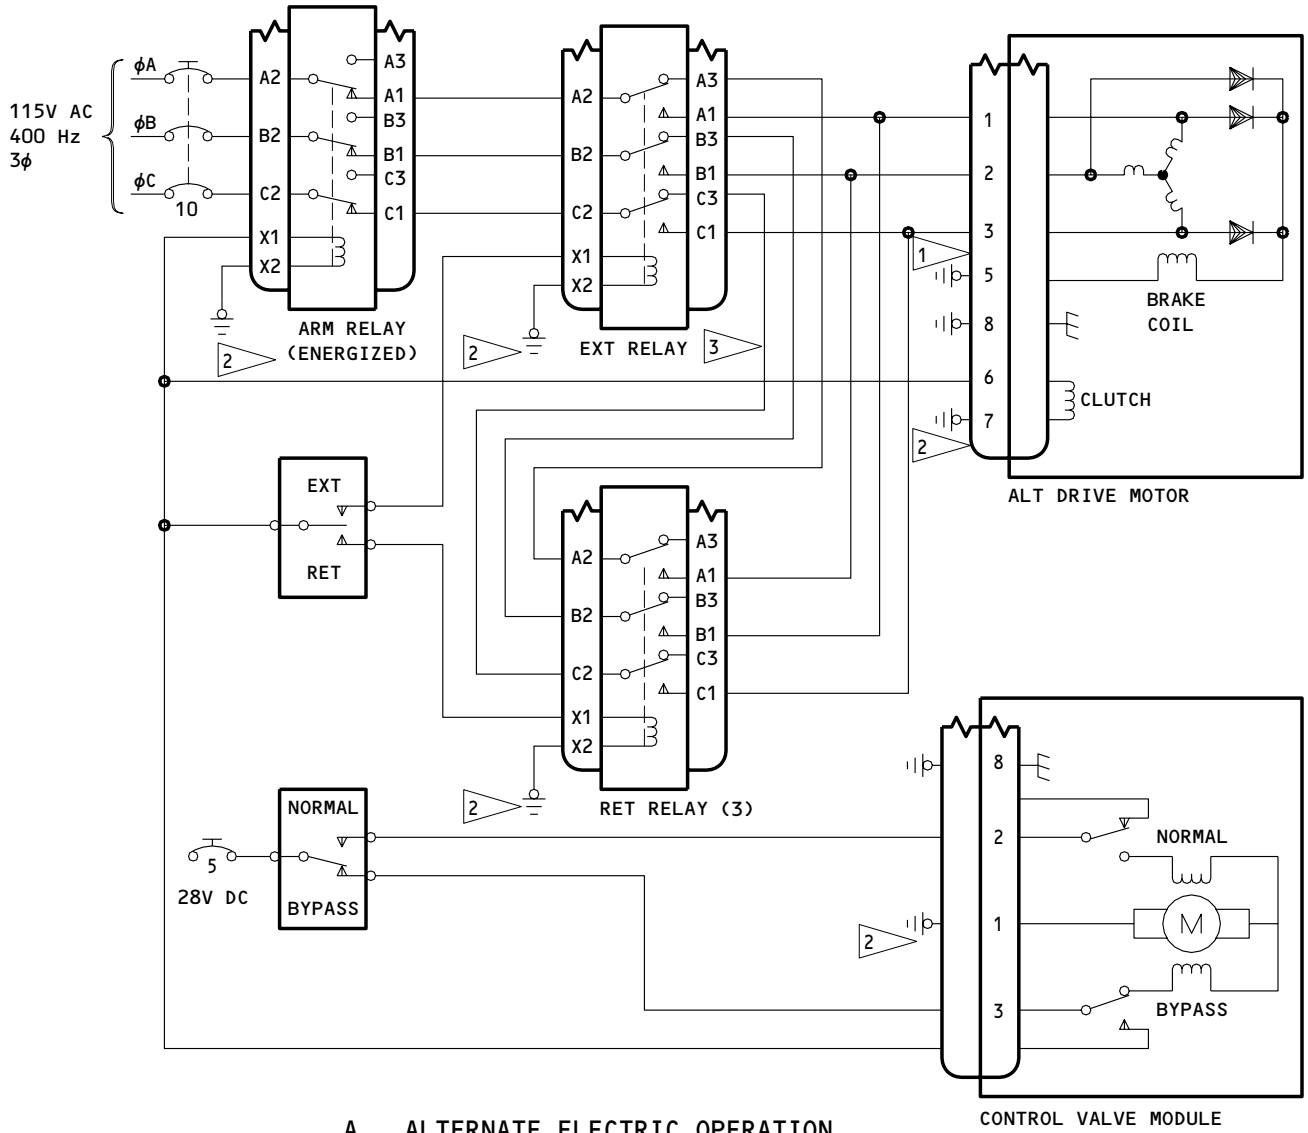 115V AC
400 Hz
3φ
φA
φB
φC
10
A2
B2
C2
X1
X2
A3
A1
B3
B1
C3
C1
ARM RELAY
(ENERGIZED)
2
A2
B2
C2
X1
X2
A3
A1
B3
B1
C3
C1
EXT RELAY
2
3
1
2
3
5
8
6
7
1
2
BRAKE
COIL
CLUTCH
ALT DRIVE MOTOR
EXT
RET
A2
B2
C2
X1
X2
A3
A1
B3
B1
C3
C1
RET RELAY (3)
2
NORMAL
BYPASS
5
28V DC
8
2
1
3
2
NORMAL
M
BYPASS
CONTROL VALVE MODULE
A ALTERNATE ELECTRIC OPERATION